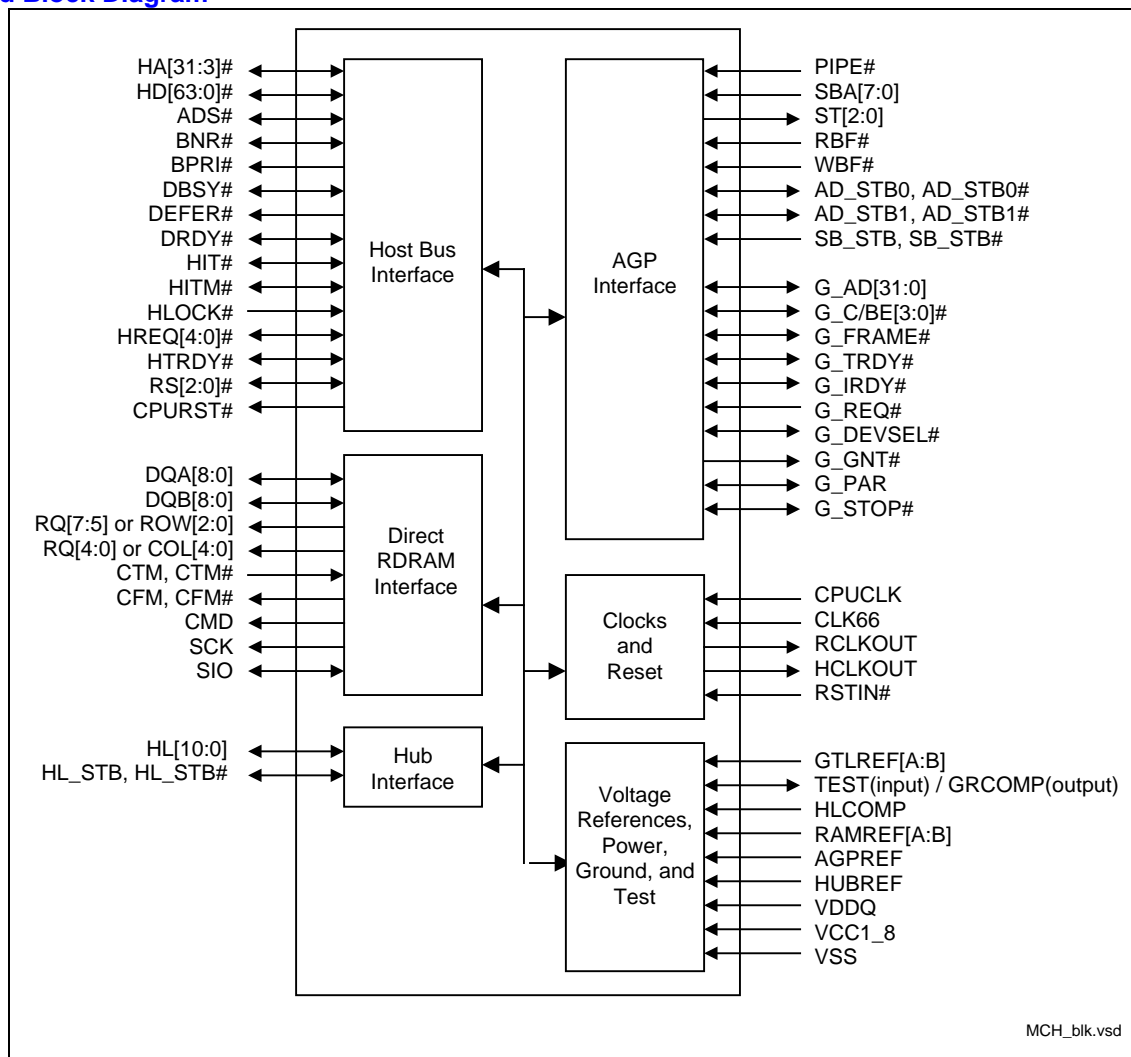 d Block Diagram
HA[31:3]#
HD[63:0]#
ADS#
BNR#
BPRI#
DBSY#
DEFER#
DRDY#
HIT#
HITM#
HLOCK#
HREQ[4:0]#
HTRDY#
RS[2:0]#
CPURST#
Host Bus
Interface
DQA[8:0]
DQB[8:0]
RQ[7:5] or ROW[2:0]
RQ[4:0] or COL[4:0]
CTM, CTM#
CFM, CFM#
CMD
SCK
SIO
Direct
RDRAM
Interface
HL[10:0]
HL_STB, HL_STB#
Hub
Interface
AGP
Interface
PIPE#
SBA[7:0]
ST[2:0]
RBF#
WBF#
AD_STB0, AD_STB0#
AD_STB1, AD_STB1#
SB_STB, SB_STB#
G_AD[31:0]
G_C/BE[3:0]#
G_FRAME#
G_TRDY#
G_IRDY#
G_REQ#
G_DEVSEL#
G_GNT#
G_PAR
G_STOP#
Clocks
and
Reset
CPUCLK
CLK66
RCLKOUT
HCLKOUT
RSTIN#
Voltage
References,
Power,
Ground, and
Test
GTLREF[A:B]
TEST(input) / GRCOMP(output)
HLCOMP
RAMREF[A:B]
AGPREF
HUBREF
VDDQ
VCC1_8
VSS
MCH_blk.vsd